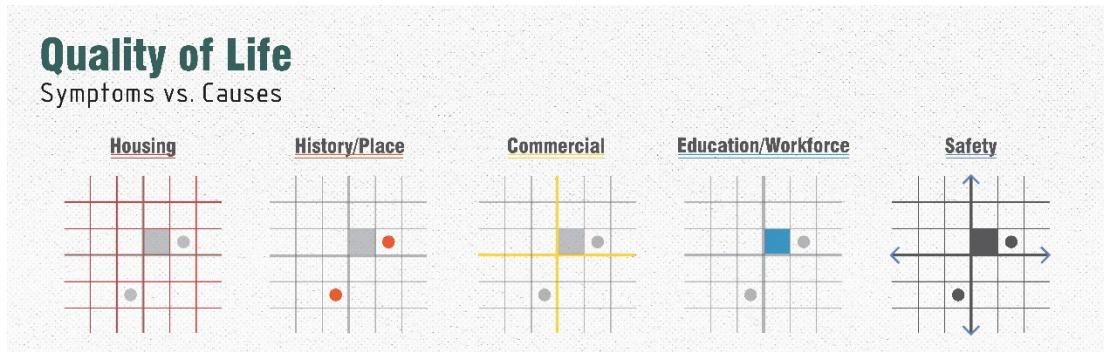 Quality of Life
Symptoms vs. Causes
Housing
History/Place
Commercial
Education/Workforce
Safety